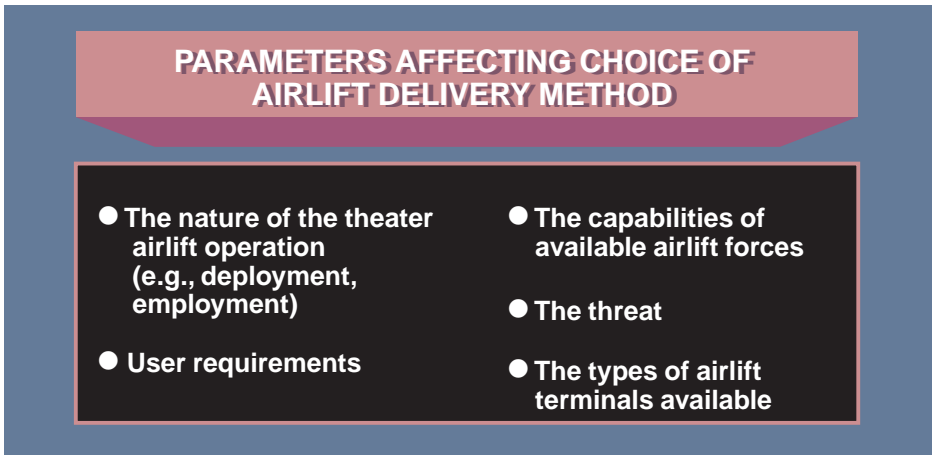 PARAMETERS AFFECTING CHOICE OF
AIRLIFT DELIVERY METHOD
● The nature of the theater
airlift operation
(e.g., deployment,
employment)
● User requirements
● The capabilities of
available airlift forces
● The threat
● The types of airlift
terminals available